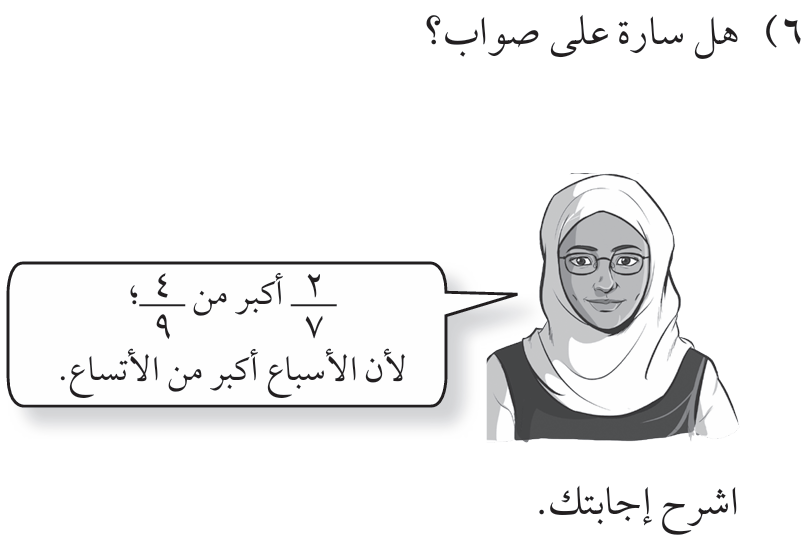 ٦) هل سارة على صواب؟
٢/٧ أكبر من ٤/٩؛
لأن الأسباع أكبر من الأتساع.
اشرح إجابتك.